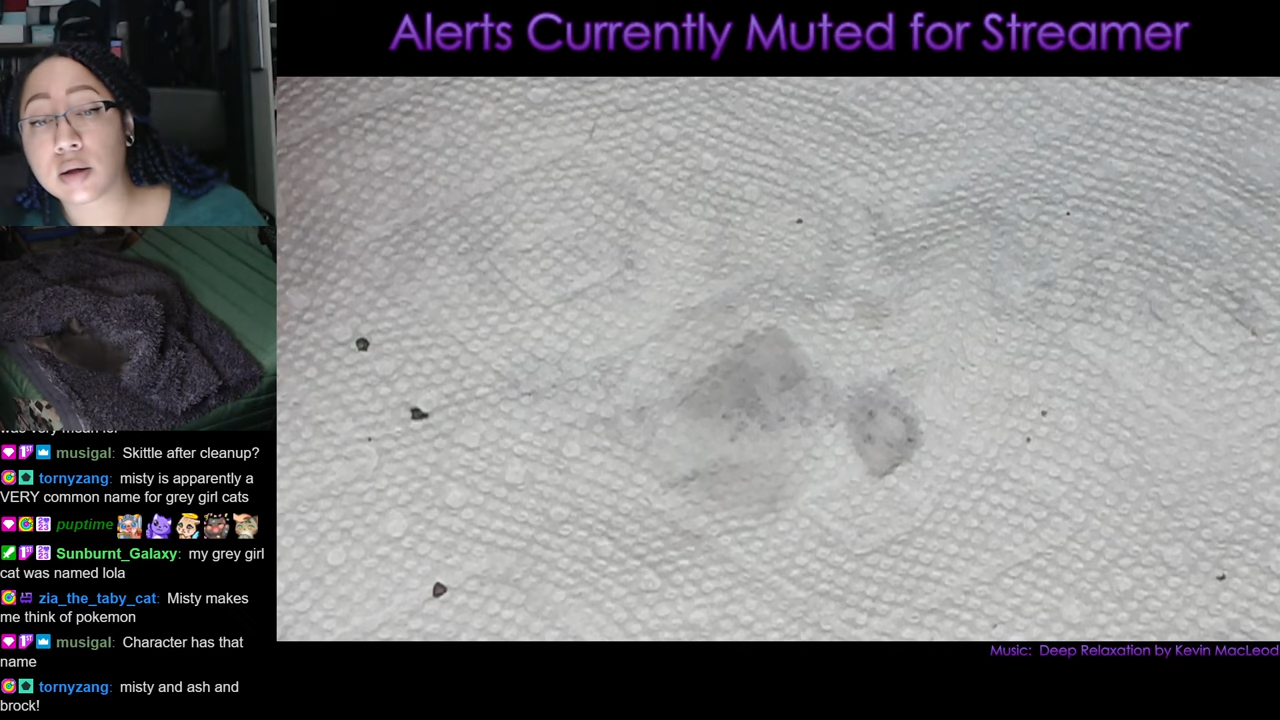 Alerts Currently Muted for Streamer
musigal: Skittle after cleanup?
tornyzang: misty is apparently a
VERY common name for grey girl cats
puptime
Sunburnt_Galaxy: my grey girl
cat was named lola
zia_the_taby_cat: Misty makes
me think of pokemon
musigal: Character has that
name
tornyzang: misty and ash and
brock!
Music: Deep Relaxation by Kevin MacLeod